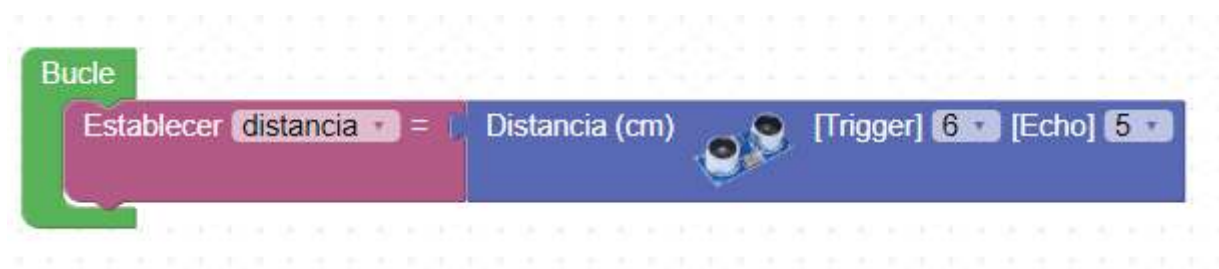 Bucle
Establecer distancia = Distancia (cm) [Trigger] 6 [Echo] 5